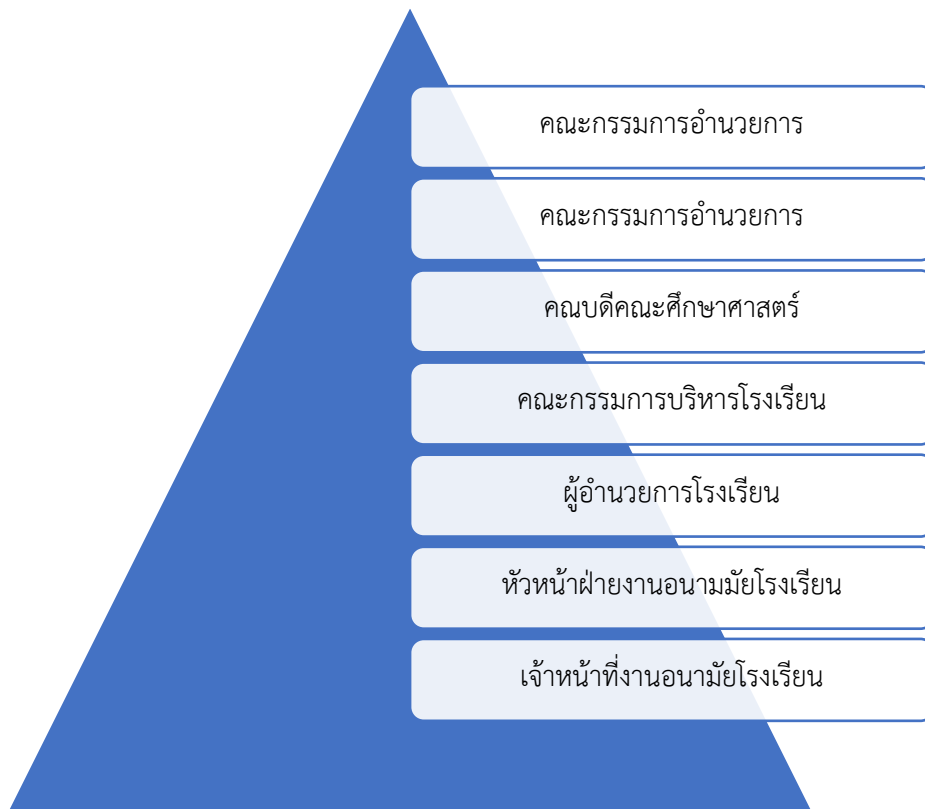 คณะกรรมการอำนวยการ
คณะกรรมการอำนวยการ
คณบดีคณะศึกษาศาสตร์
คณะกรรมการบริหารโรงเรียน
ผู้อำนวยการโรงเรียน
หัวหน้าฝ่ายงานอนามมัยโรงเรียน
เจ้าหน้าที่งานอนามัยโรงเรียน